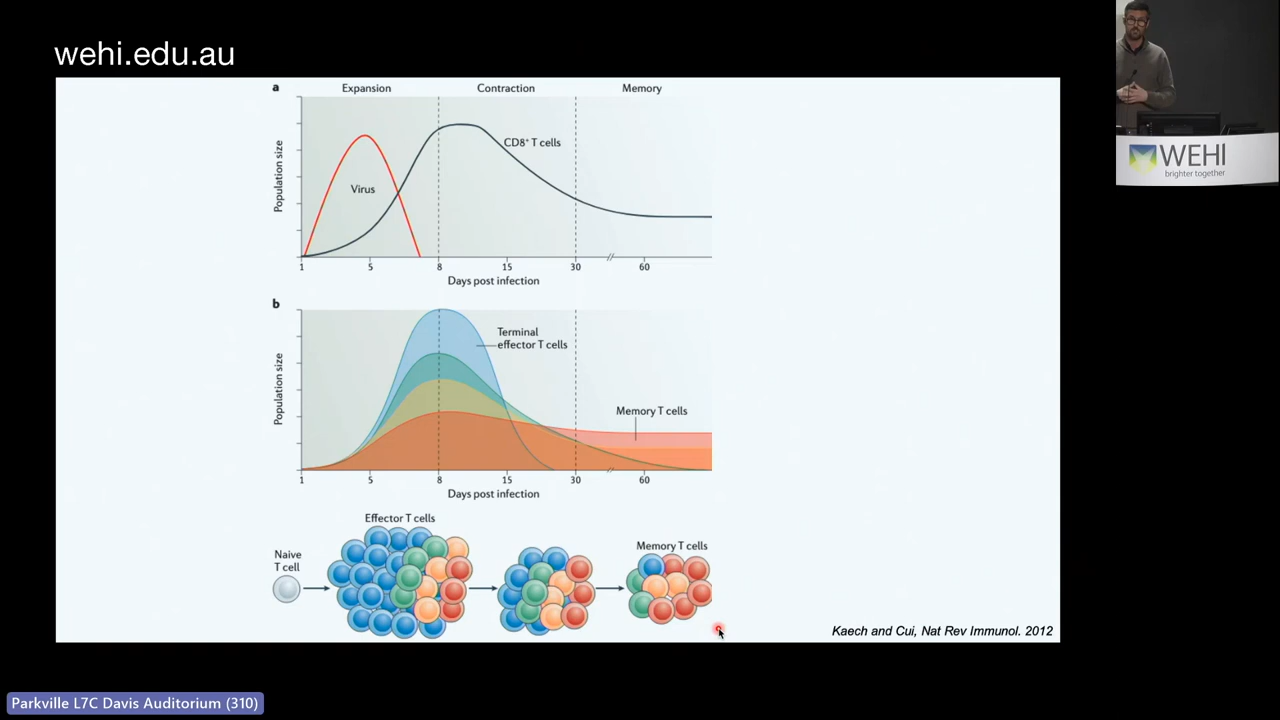 wehi.edu.au
a
Expansion
Contraction
Memory
Population size
CD8⁺ T cells
Virus
1
5
8
15
30
60
Days post infection
b
Population size
Terminal
effector T cells
Memory T cells
1
5
8
15
30
60
Days post infection
Effector T cells
Naive
T cell
Memory T cells
Kaech and Cui, Nat Rev Immunol. 2012
WEHI
brighter together
Parkville L7C Davis Auditorium (310)